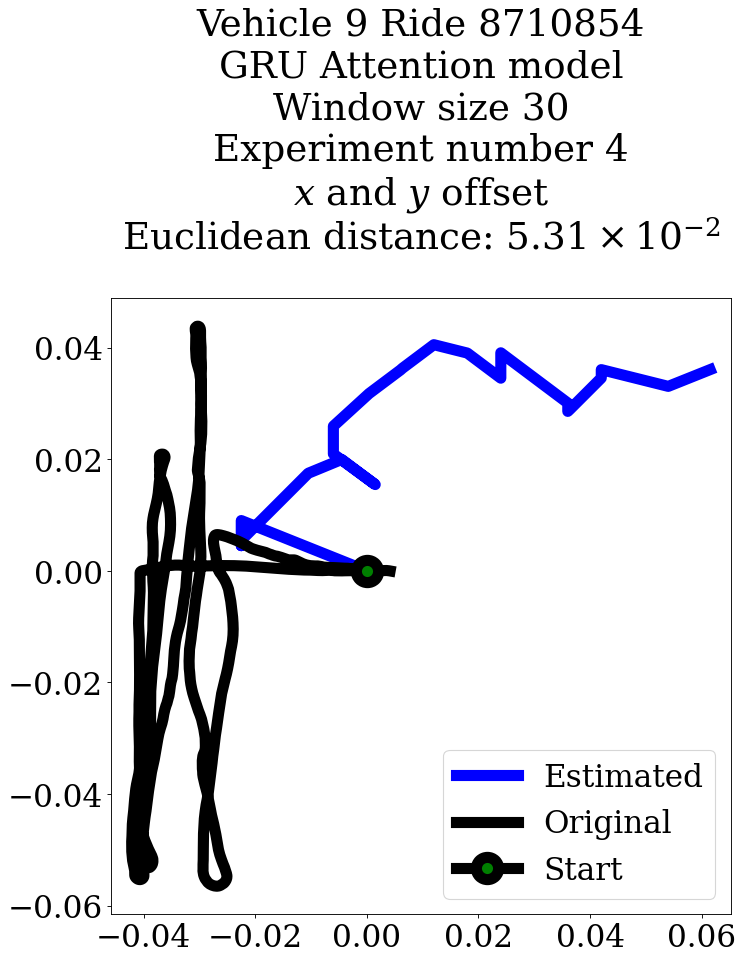 Vehicle 9 Ride 8710854
GRU Attention model
Window size 30
Experiment number 4
x and y offset
Euclidean distance: 5.31 × 10⁻²
0.04
0.02
0.00
−0.02
−0.04
−0.06
Estimated
Original
Start
−0.04 −0.02 0.00 0.02 0.04 0.06